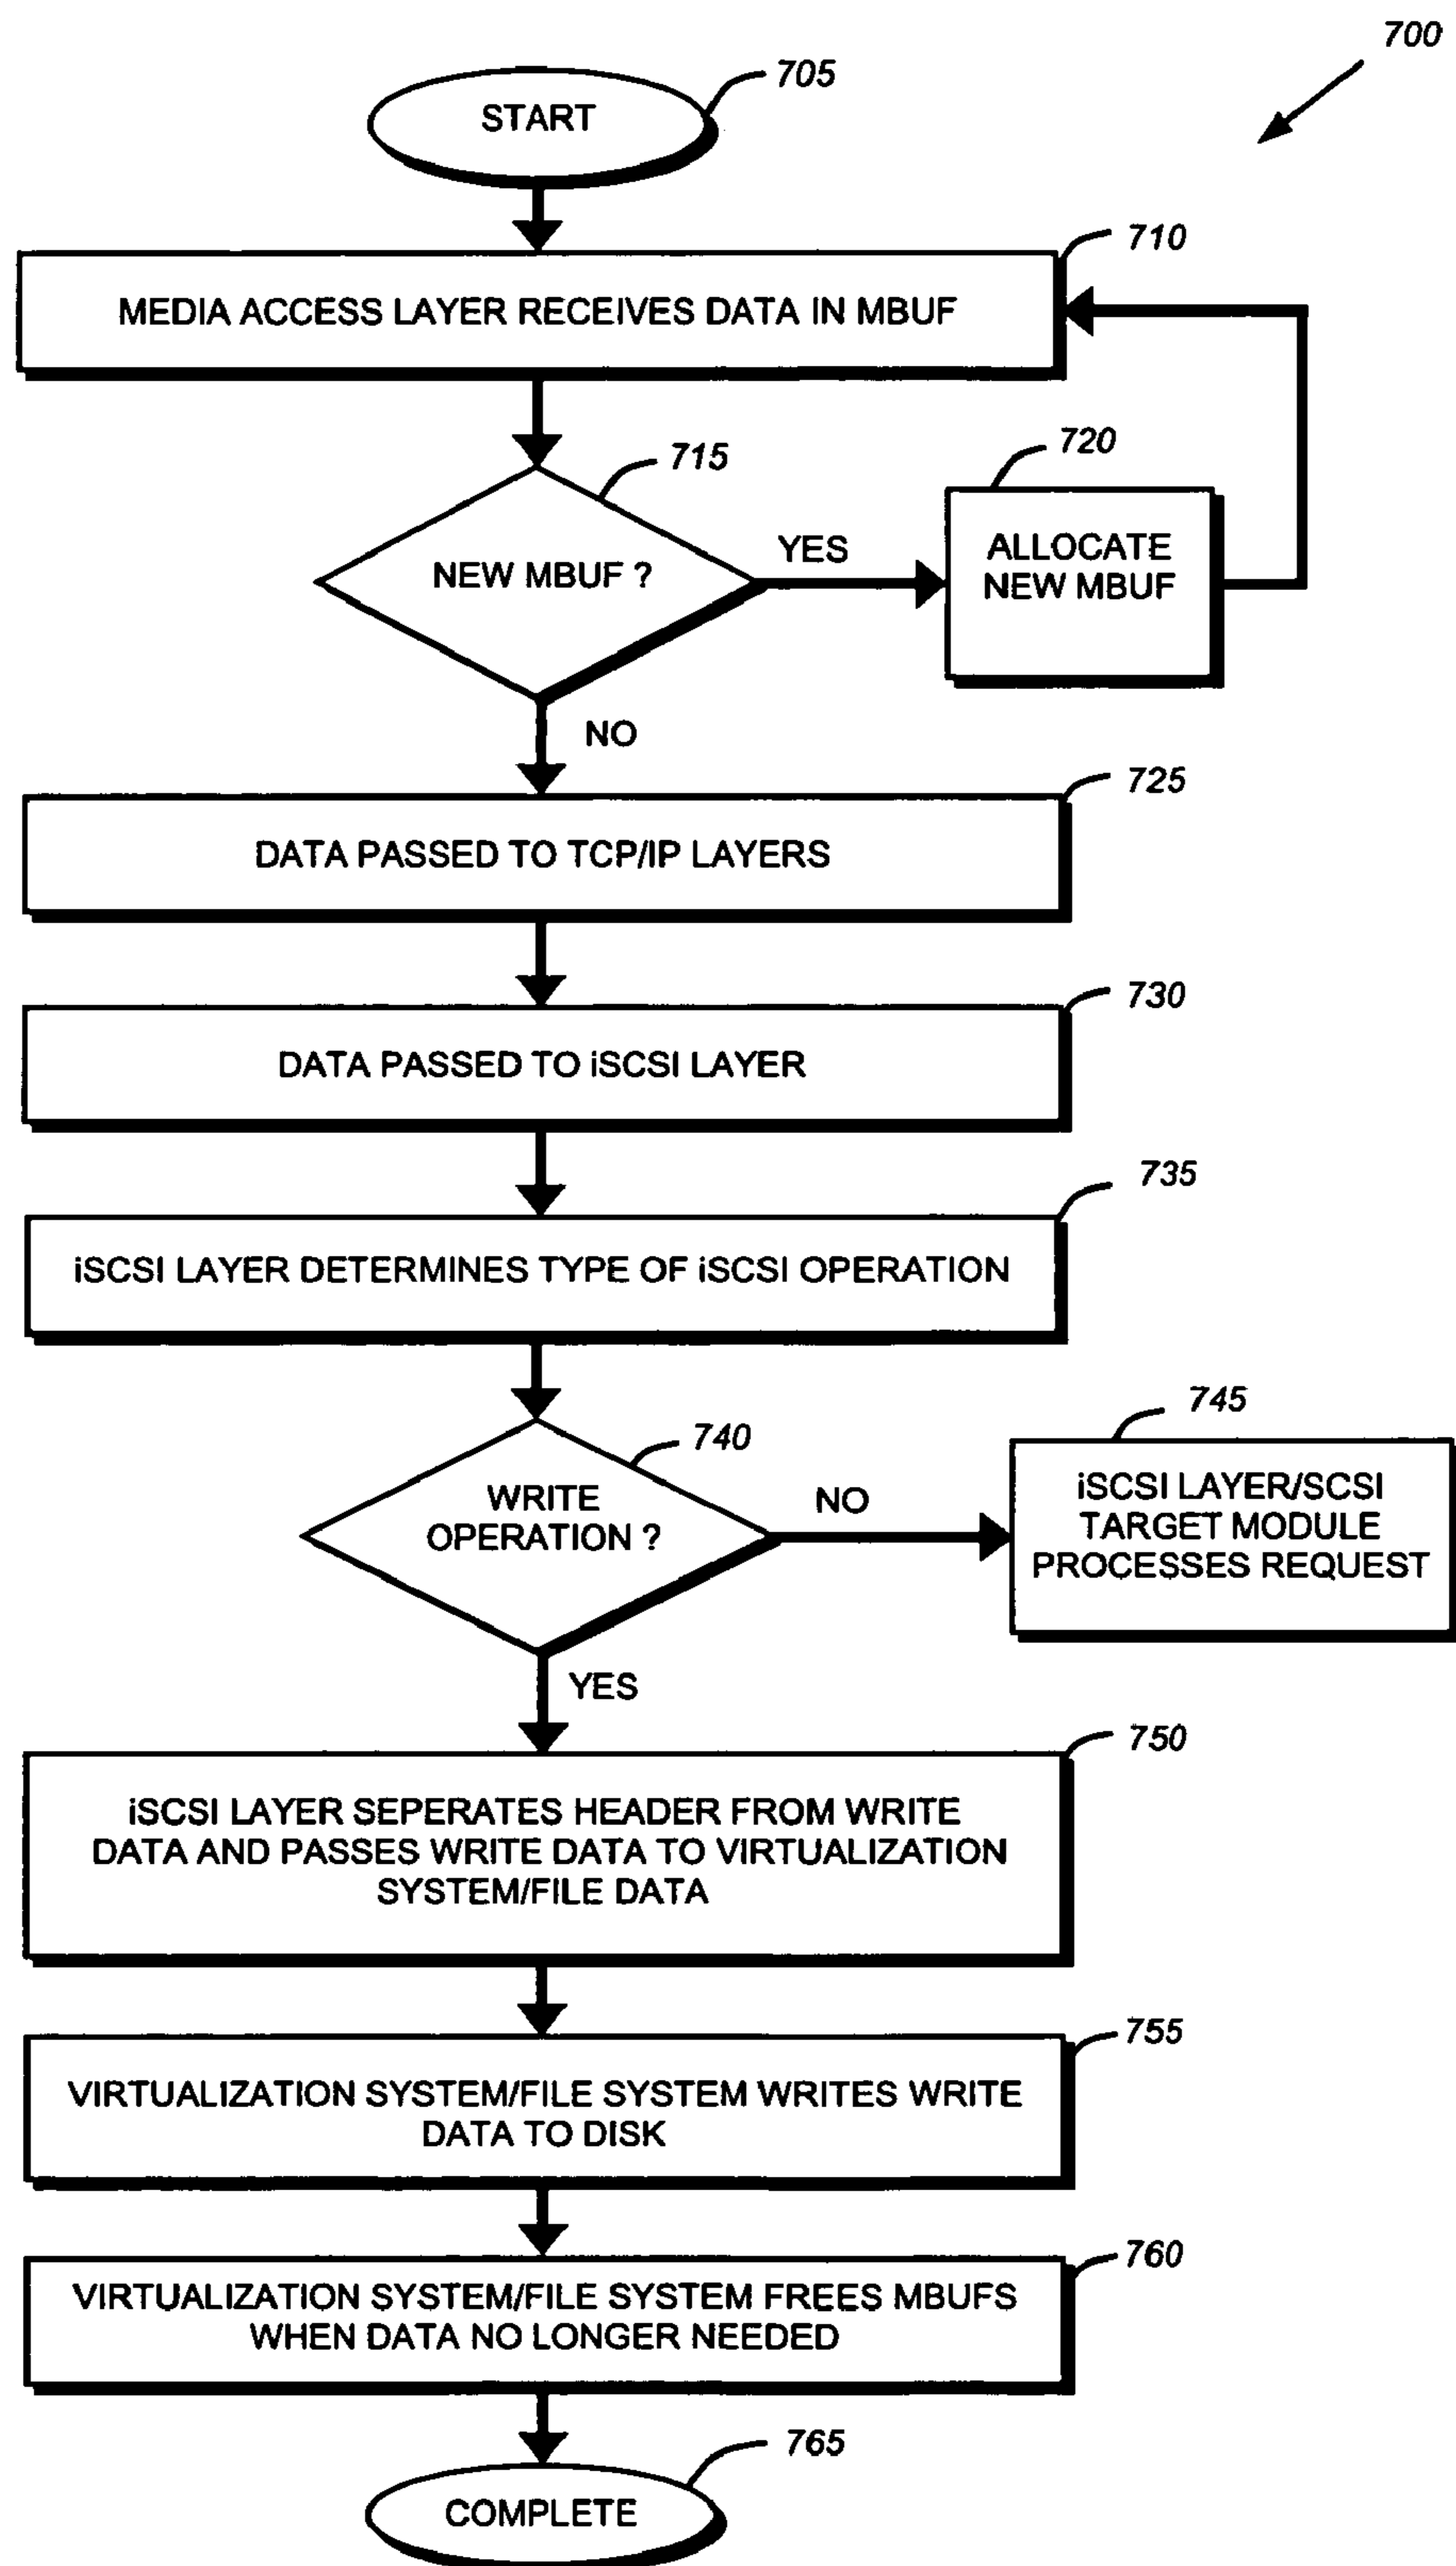 700
705
START
710
MEDIA ACCESS LAYER RECEIVES DATA IN MBUF
715
NEW MBUF ?
YES
720
ALLOCATE
NEW MBUF
NO
725
DATA PASSED TO TCP/IP LAYERS
730
DATA PASSED TO iSCSI LAYER
735
iSCSI LAYER DETERMINES TYPE OF iSCSI OPERATION
740
WRITE
OPERATION ?
NO
745
iSCSI LAYER/SCSI
TARGET MODULE
PROCESSES REQUEST
YES
750
iSCSI LAYER SEPERATES HEADER FROM WRITE
DATA AND PASSES WRITE DATA TO VIRTUALIZATION
SYSTEM/FILE DATA
755
VIRTUALIZATION SYSTEM/FILE SYSTEM WRITES WRITE
DATA TO DISK
760
VIRTUALIZATION SYSTEM/FILE SYSTEM FREES MBUFS
WHEN DATA NO LONGER NEEDED
765
COMPLETE